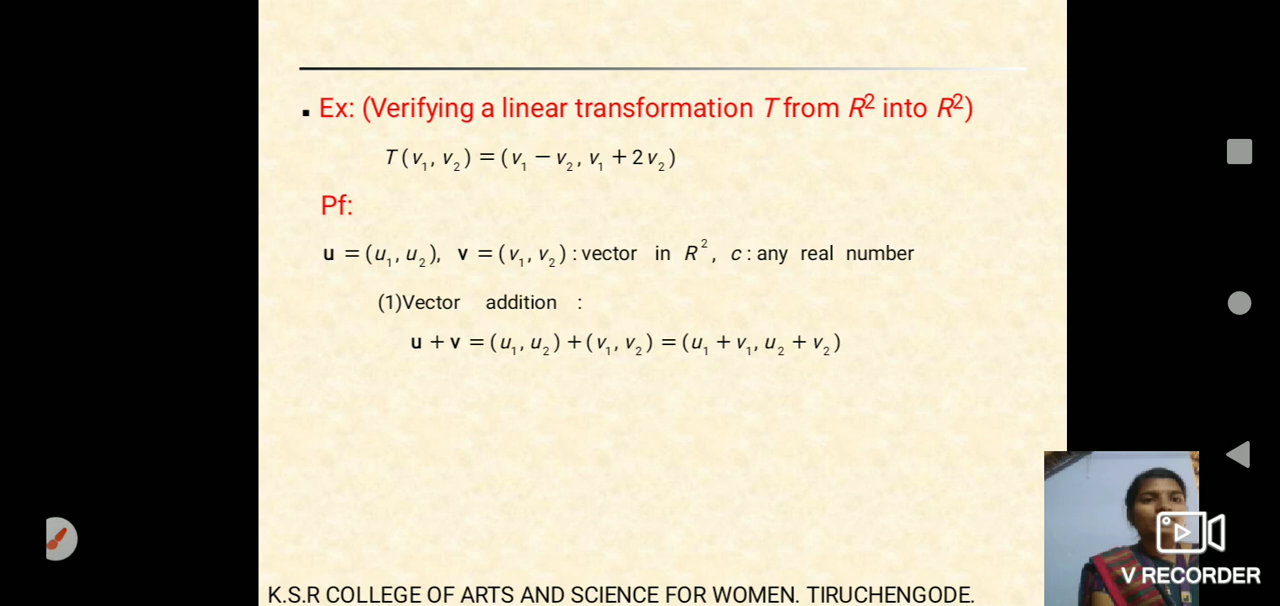 ▪ Ex: (Verifying a linear transformation T from R² into R²)
T(v₁, v₂) = (v₁ − v₂, v₁ + 2v₂)
Pf:
u = (u₁, u₂), v = (v₁, v₂) : vector in R², c : any real number
(1)Vector addition :
u + v = (u₁, u₂) + (v₁, v₂) = (u₁ + v₁, u₂ + v₂)
V RECORDER
K.S.R COLLEGE OF ARTS AND SCIENCE FOR WOMEN. TIRUCHENGODE.